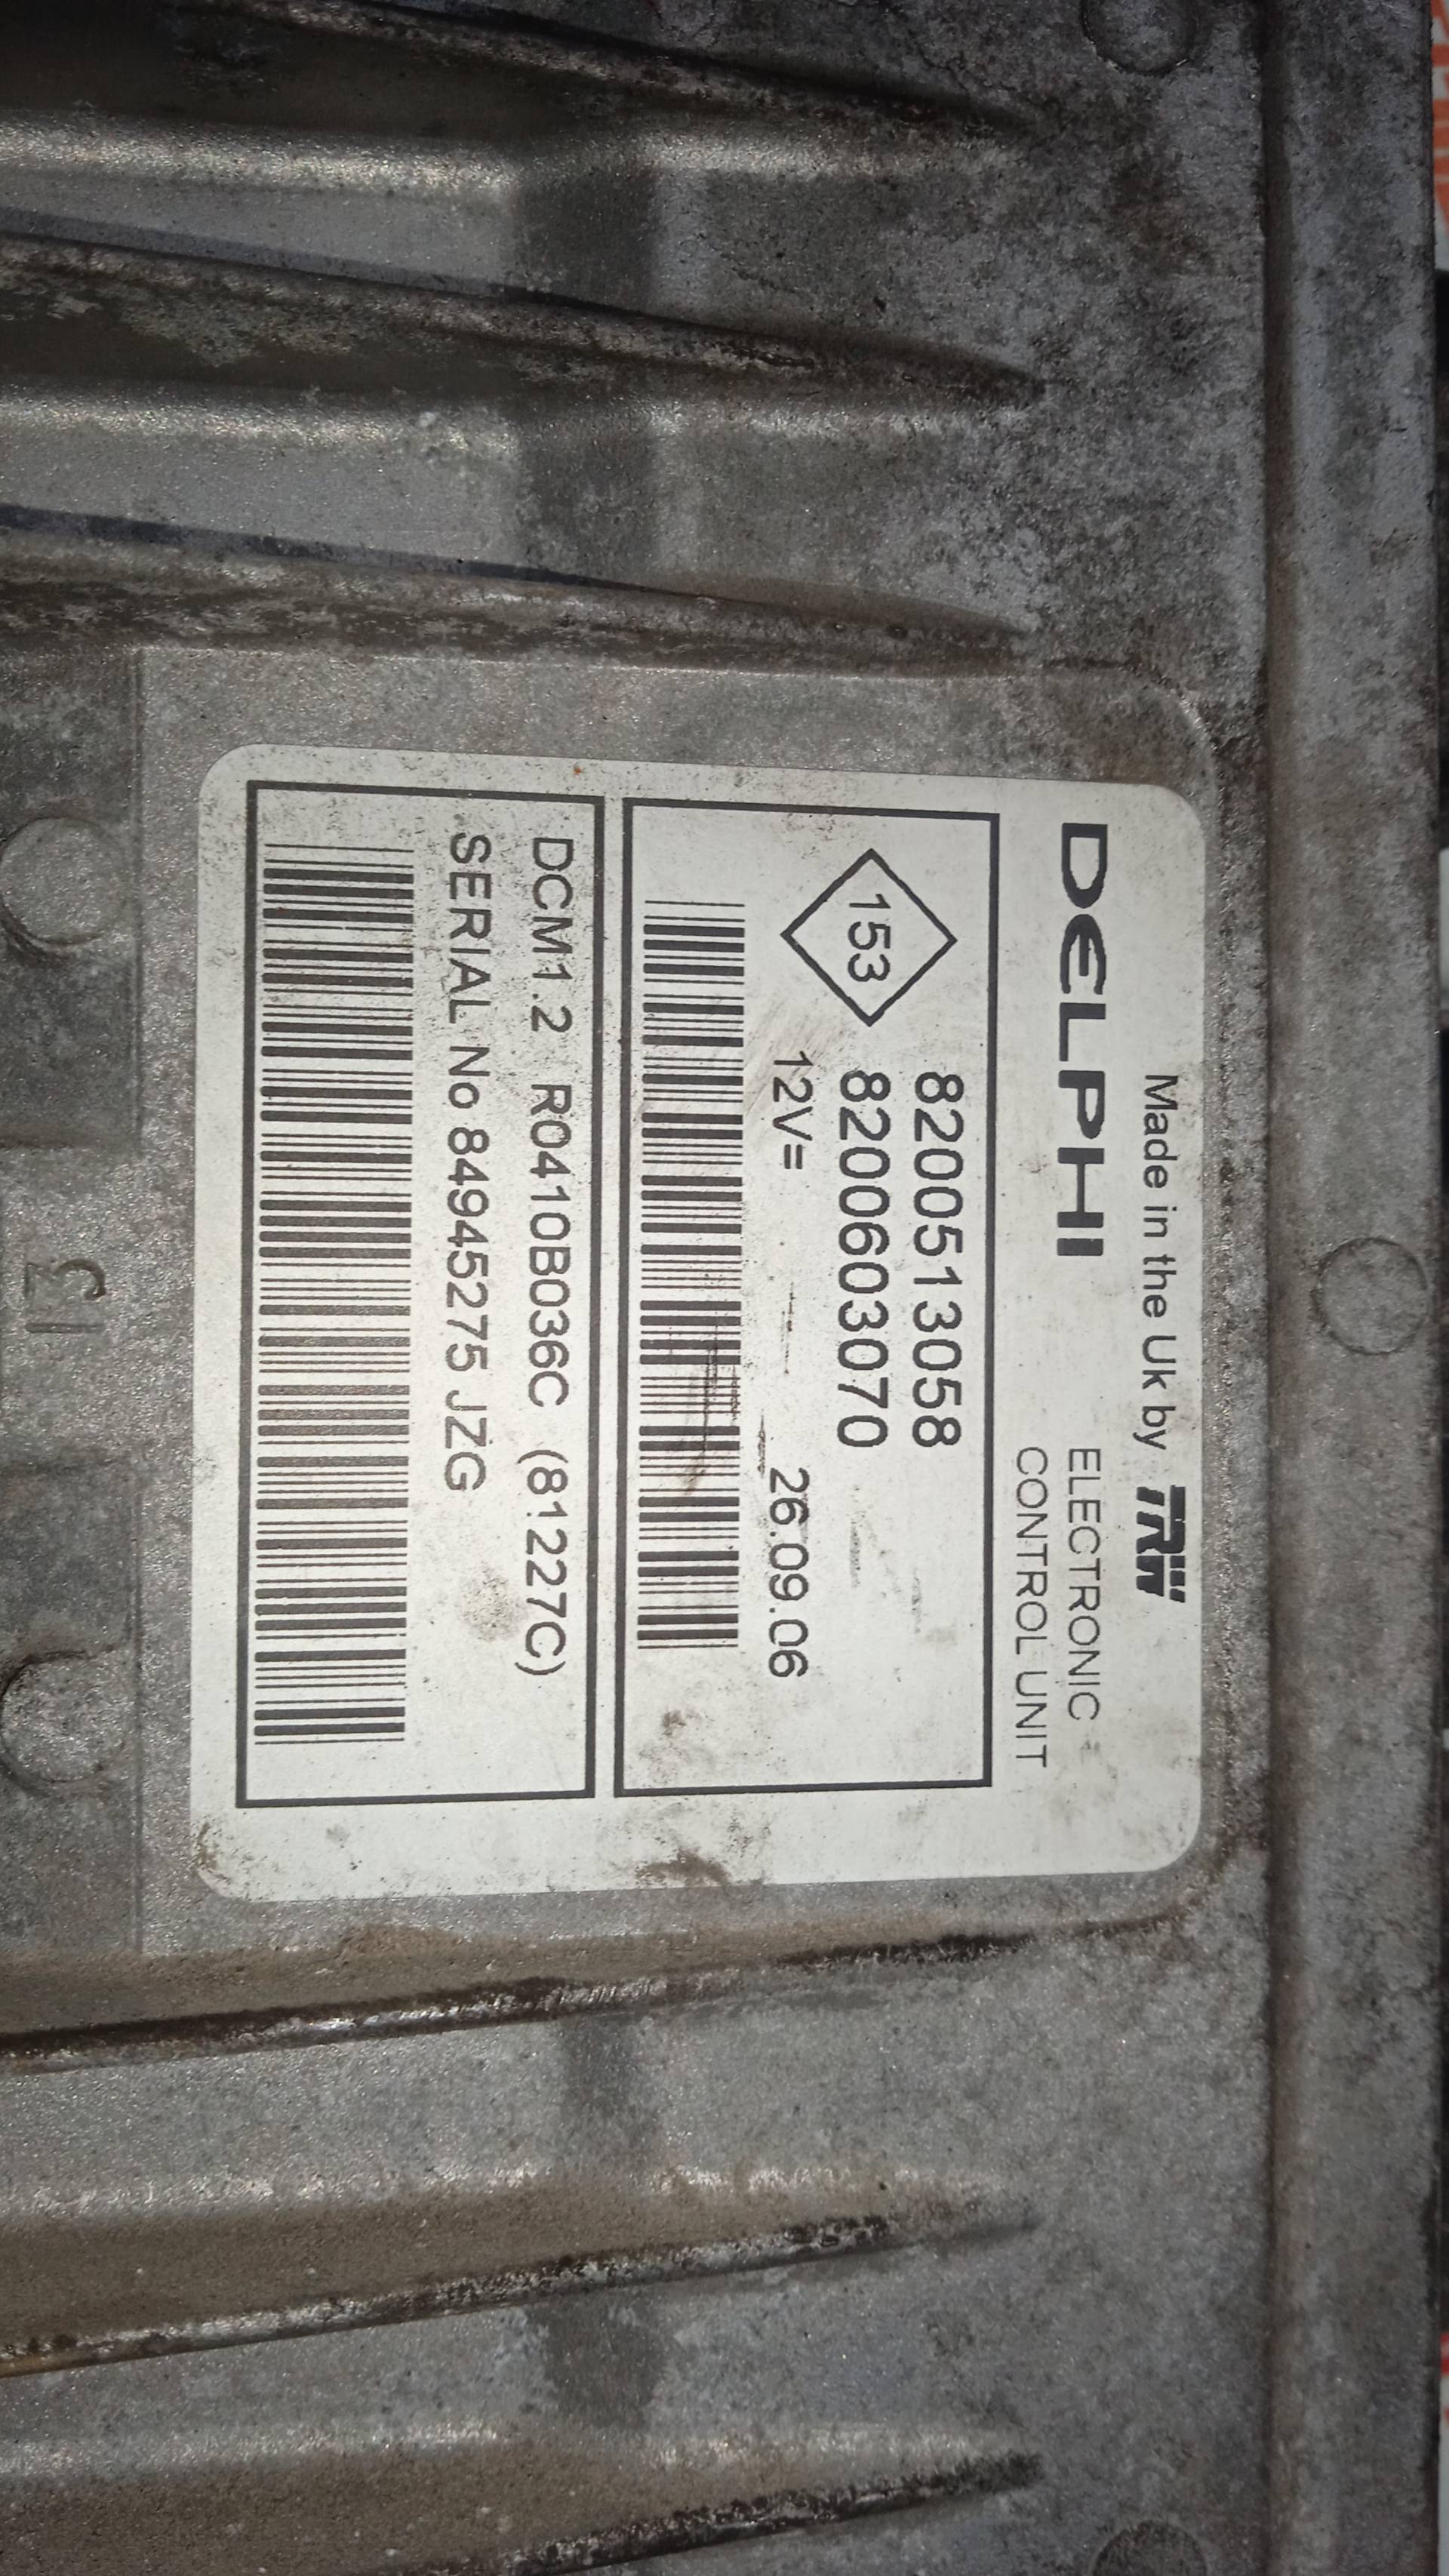 Made in the Uk by TRW
DELPHI
ELECTRONIC
CONTROL UNIT
153
8200513058
8200603070
12V=
26.09.06
DCM1.2 R0410B036C (81227C)
SERIAL No 84945275 JZG
13